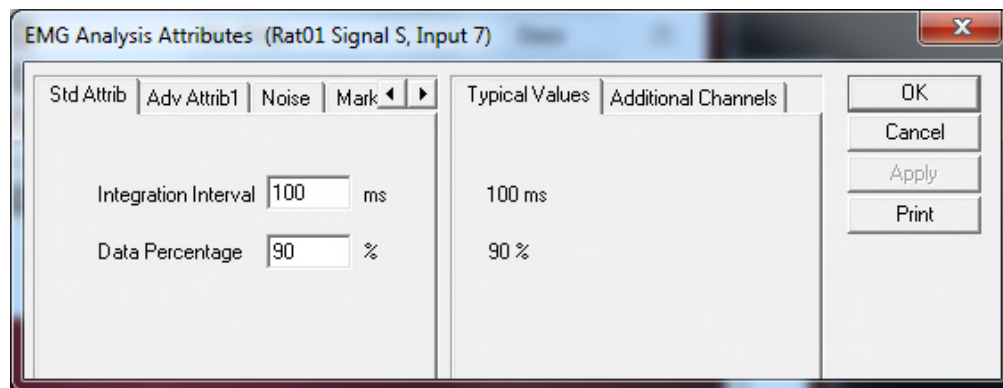 EMG Analysis Attributes (Rat01 Signal S, Input 7)
Std Attrib Adv Attrib1 Noise Mark
Typical Values Additional Channels
OK
Cancel
Apply
Print
Integration Interval 100 ms
100 ms
Data Percentage 90 %
90 %